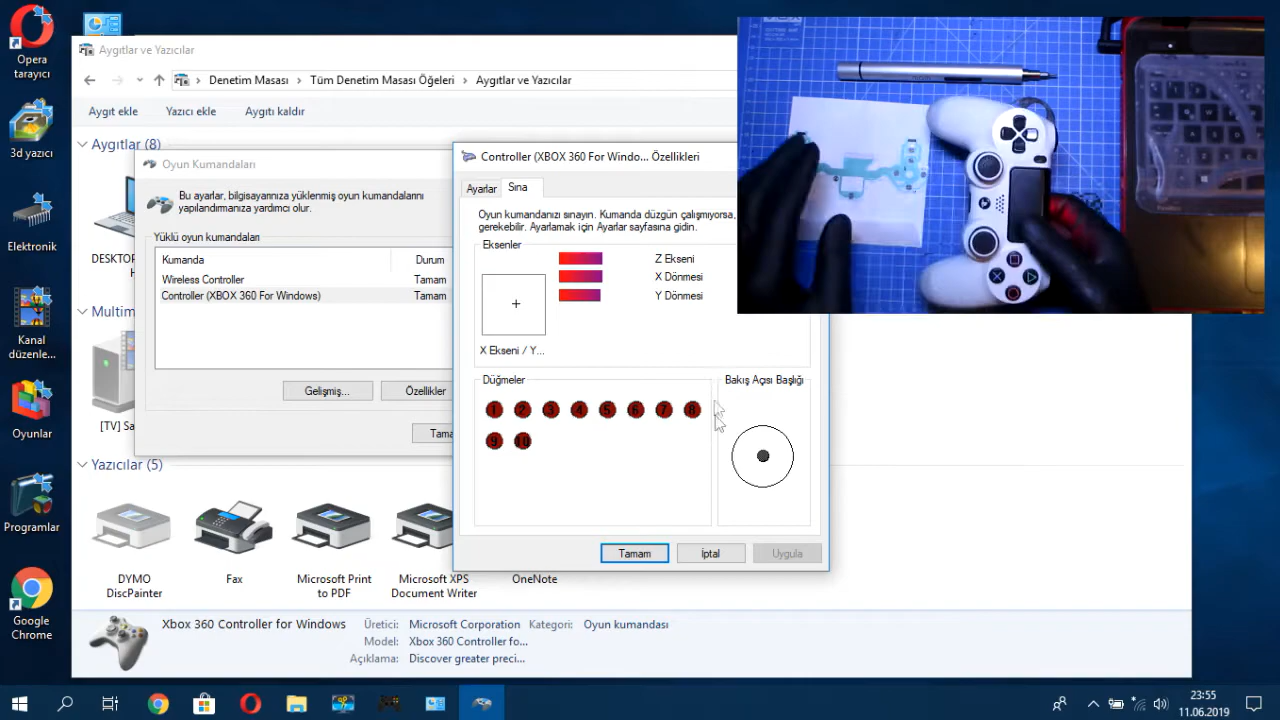 Opera
tarayıcı
3d yazıcı
Elektronik
Kanal
düzenle...
Oyunlar
Programlar
Google
Chrome
Aygıtlar ve Yazıcılar
Denetim Masası
Tüm Denetim Masası Öğeleri
Aygıtlar ve Yazıcılar
Aygıt ekle
Yazıcı ekle
Aygıtı kaldır
Aygıtlar (8)
DESKTOP
H
Multim
[TV] Sa
Oyun Kumandaları
Bu ayarlar, bilgisayarınıza yüklenmiş oyun kumandalarını
yapılandırmanıza yardımcı olur.
Yüklü oyun kumandaları
Kumanda
Durum
Wireless Controller
Tamam
Controller (XBOX 360 For Windows)
Tamam
Gelişmiş...
Özellikler
Tama
Controller (XBOX 360 For Windo... Özellikleri
Ayarlar
Sına
Oyun kumandanızı sınayın. Kumanda düzgün çalışmıyorsa,
gerekebilir. Ayarlamak için Ayarlar sayfasına gidin.
Eksenler
Z Ekseni
X Dönmesi
Y Dönmesi
X Ekseni / Y...
Düğmeler
1 2 3 4 5 6 7 8
9 10
Bakış Açısı Başlığı
Tamam
İptal
Uygula
Yazıcılar (5)
DYMO
DiscPainter
Fax
Microsoft Print
to PDF
Microsoft XPS
Document Writer
OneNote
Xbox 360 Controller for Windows
Üretici:
Microsoft Corporation
Kategori:
Oyun kumandası
Model:
Xbox 360 Controller fo...
Açıklama:
Discover greater preci...
23:55
11.06.2019